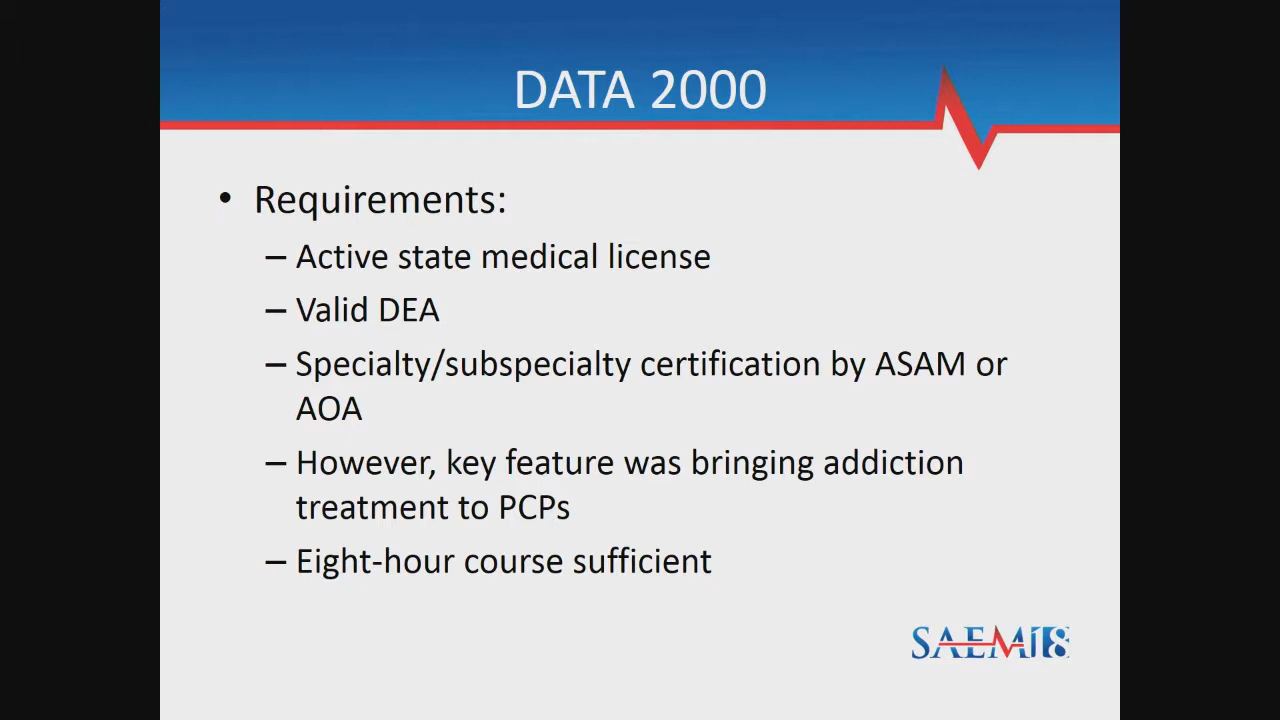 DATA 2000
• Requirements:
– Active state medical license
– Valid DEA
– Specialty/subspecialty certification by ASAM or
AOA
– However, key feature was bringing addiction
treatment to PCPs
– Eight-hour course sufficient
SAEM18